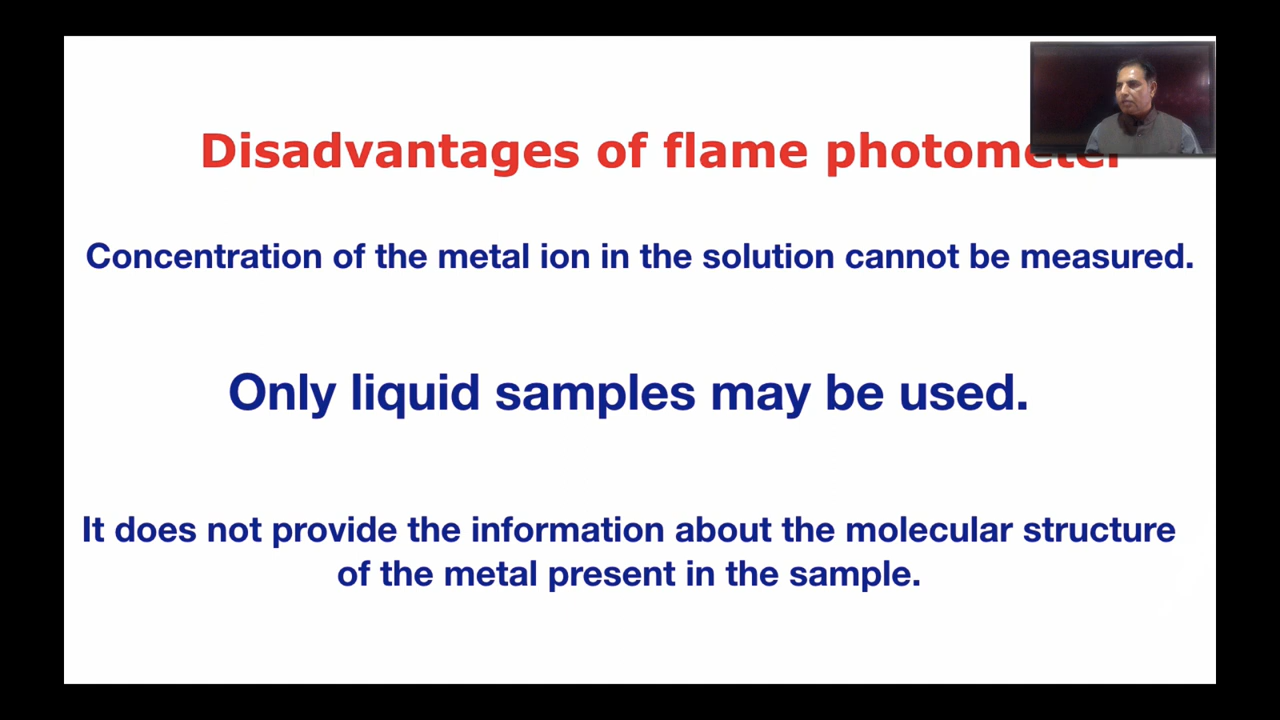 Disadvantages of flame photometer
Concentration of the metal ion in the solution cannot be measured.
Only liquid samples may be used.
It does not provide the information about the molecular structure
of the metal present in the sample.